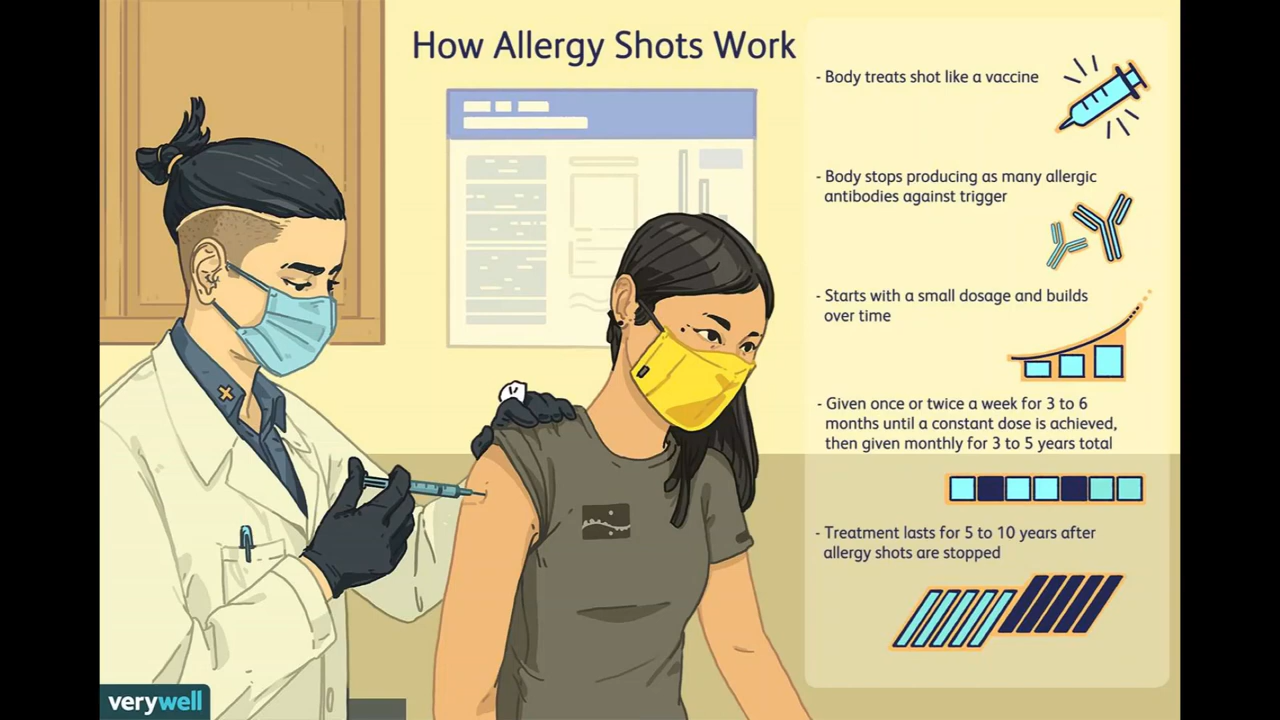 How Allergy Shots Work
- Body treats shot like a vaccine
- Body stops producing as many allergic
antibodies against trigger
- Starts with a small dosage and builds
over time
- Given once or twice a week for 3 to 6
months until a constant dose is achieved,
then given monthly for 3 to 5 years total
- Treatment lasts for 5 to 10 years after
allergy shots are stopped
verywell